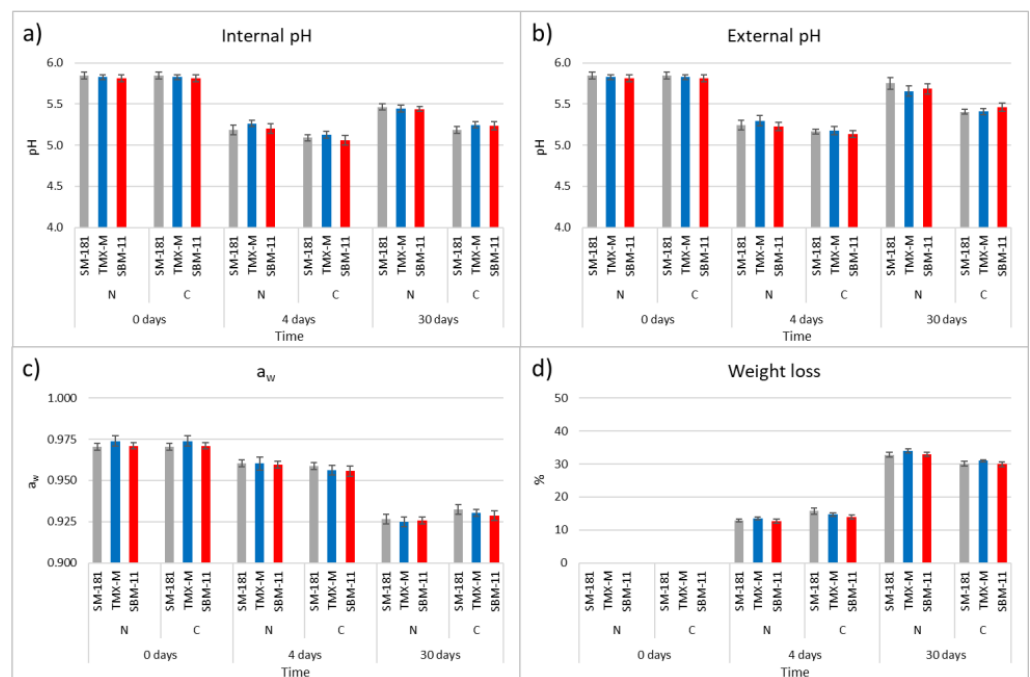 a)
Internal pH
6.0
5.5
5.0
4.5
4.0
pH
SM-181 TMX-M SBM-11 SM-181 TMX-M SBM-11 SM-181 TMX-M SBM-11 SM-181 TMX-M SBM-11 SM-181 TMX-M SBM-11 SM-181 TMX-M SBM-11
N C N C N C
0 days 4 days 30 days
Time
b)
External pH
6.0
5.5
5.0
4.5
4.0
pH
SM-181 TMX-M SBM-11 SM-181 TMX-M SBM-11 SM-181 TMX-M SBM-11 SM-181 TMX-M SBM-11 SM-181 TMX-M SBM-11 SM-181 TMX-M SBM-11
N C N C N C
0 days 4 days 30 days
Time
c)
aw
1.000
0.975
0.950
0.925
0.900
aw
SM-181 TMX-M SBM-11 SM-181 TMX-M SBM-11 SM-181 TMX-M SBM-11 SM-181 TMX-M SBM-11 SM-181 TMX-M SBM-11 SM-181 TMX-M SBM-11
N C N C N C
0 days 4 days 30 days
Time
d)
Weight loss
50
40
30
20
10
0
%
SM-181 TMX-M SBM-11 SM-181 TMX-M SBM-11 SM-181 TMX-M SBM-11 SM-181 TMX-M SBM-11 SM-181 TMX-M SBM-11 SM-181 TMX-M SBM-11
N C N C N C
0 days 4 days 30 days
Time